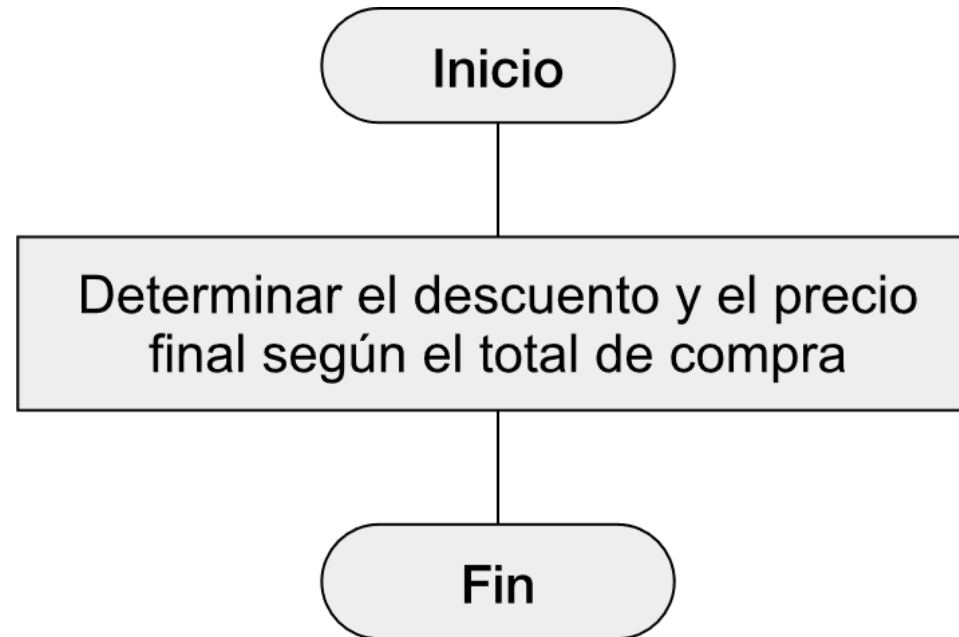 Inicio
Determinar el descuento y el precio
final según el total de compra
Fin